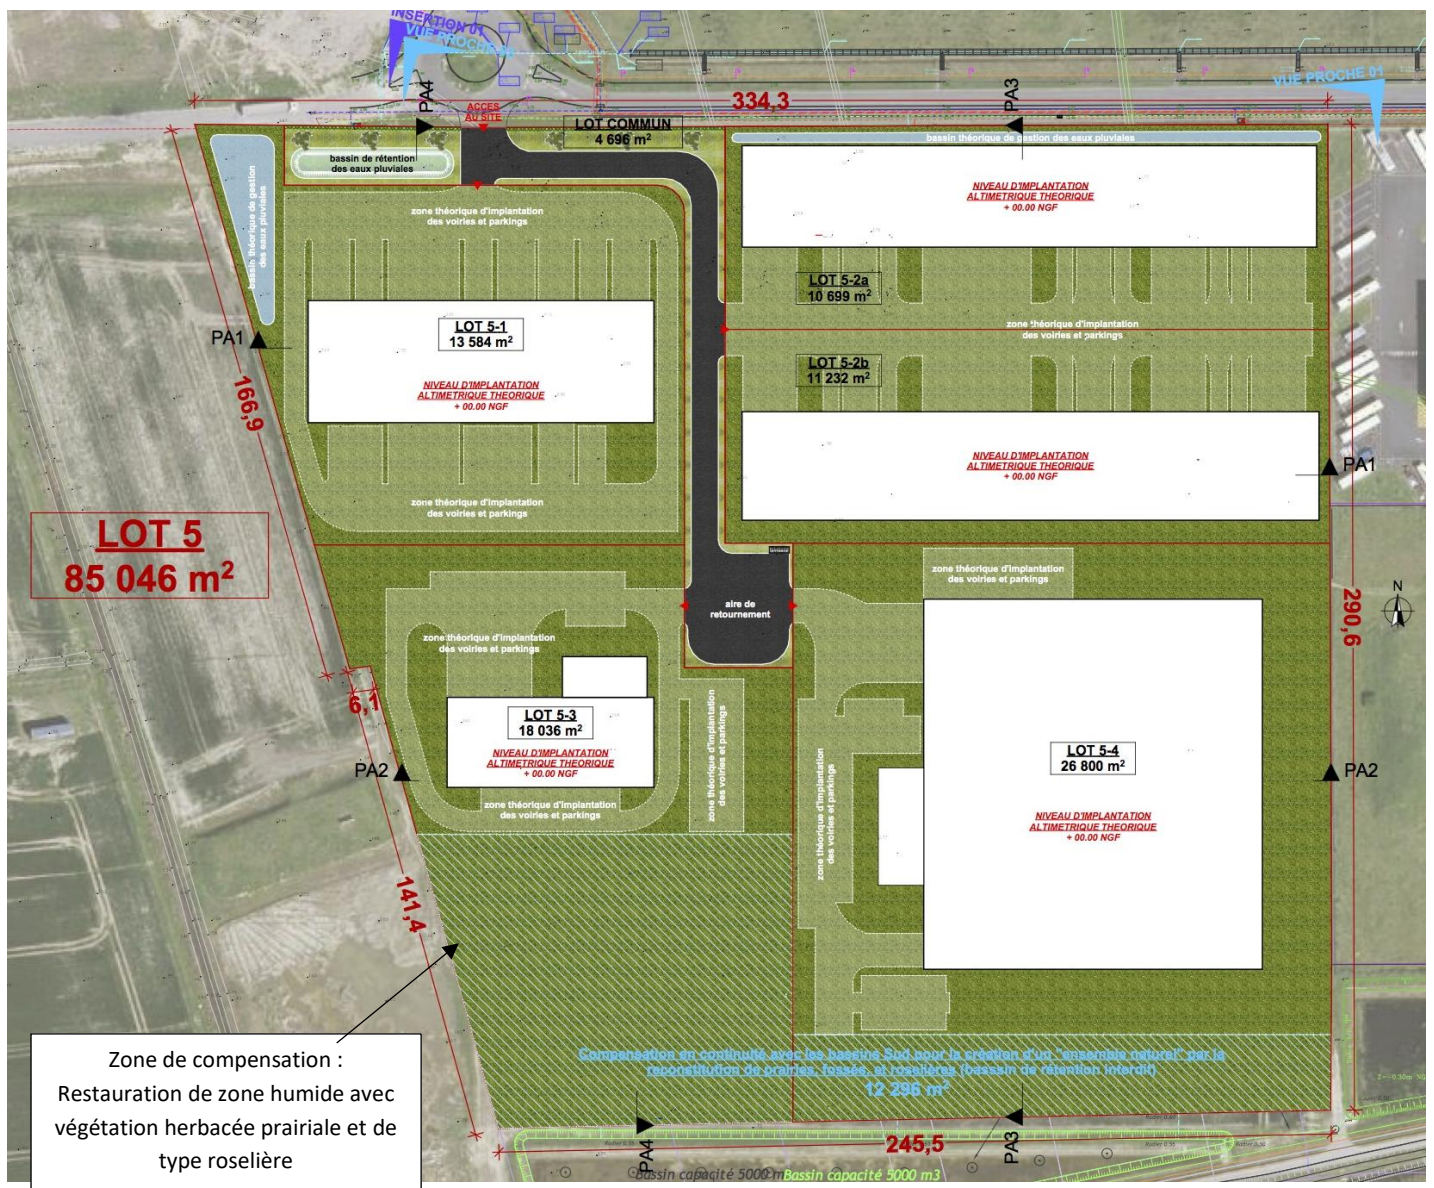 INSERTION 01
VUE PROCHE
VUE PROCHE 01
PA4
PA3
334,3
ACCES
AU SITE
LOT COMMUN
4 696 m²
bassin de rétention
des eaux pluviales
bassin théorique de gestion des eaux pluviales
bassin théorique de gestion
des eaux pluviales
zone théorique d'implantation
des voiries et parkings
NIVEAU D'IMPLANTATION
ALTIMETRIQUE THEORIQUE
+ 00.00 NGF
LOT 5-2a
10 699 m²
LOT 5-1
13 584 m²
NIVEAU D'IMPLANTATION
ALTIMETRIQUE THEORIQUE
+ 00.00 NGF
zone théorique d'implantation
des voiries et parkings
PA1
166,9
LOT 5-2b
11 232 m²
NIVEAU D'IMPLANTATION
ALTIMETRIQUE THEORIQUE
+ 00.00 NGF
PA1
zone théorique d'implantation
des voiries et parkings
LOT 5
85 046 m²
zone théorique d'implantation
des voiries et parkings
aire de
retournement
N
290,6
zone théorique d'implantation
des voiries et parkings
6,1
LOT 5-3
18 036 m²
NIVEAU D'IMPLANTATION
ALTIMETRIQUE THEORIQUE
+ 00.00 NGF
zone théorique d'implantation
des voiries et parkings
zone théorique d'implantation
des voiries et parkings
PA2
LOT 5-4
26 800 m²
NIVEAU D'IMPLANTATION
ALTIMETRIQUE THEORIQUE
+ 00.00 NGF
PA2
zone théorique d'implantation
des voiries et parkings
141,4
Zone de compensation :
Restauration de zone humide avec
végétation herbacée prairiale et de
type roselière
Compensation en continuité avec les bassins Sud pour la création d'un "ensemble naturel" par la
reconstitution de prairies, fossés, et roselières (basssin de rétention interdit)
12 296 m²
PA4
PA3
245,5
Bassin capacité 5000 m
Bassin capacité 5000 m3